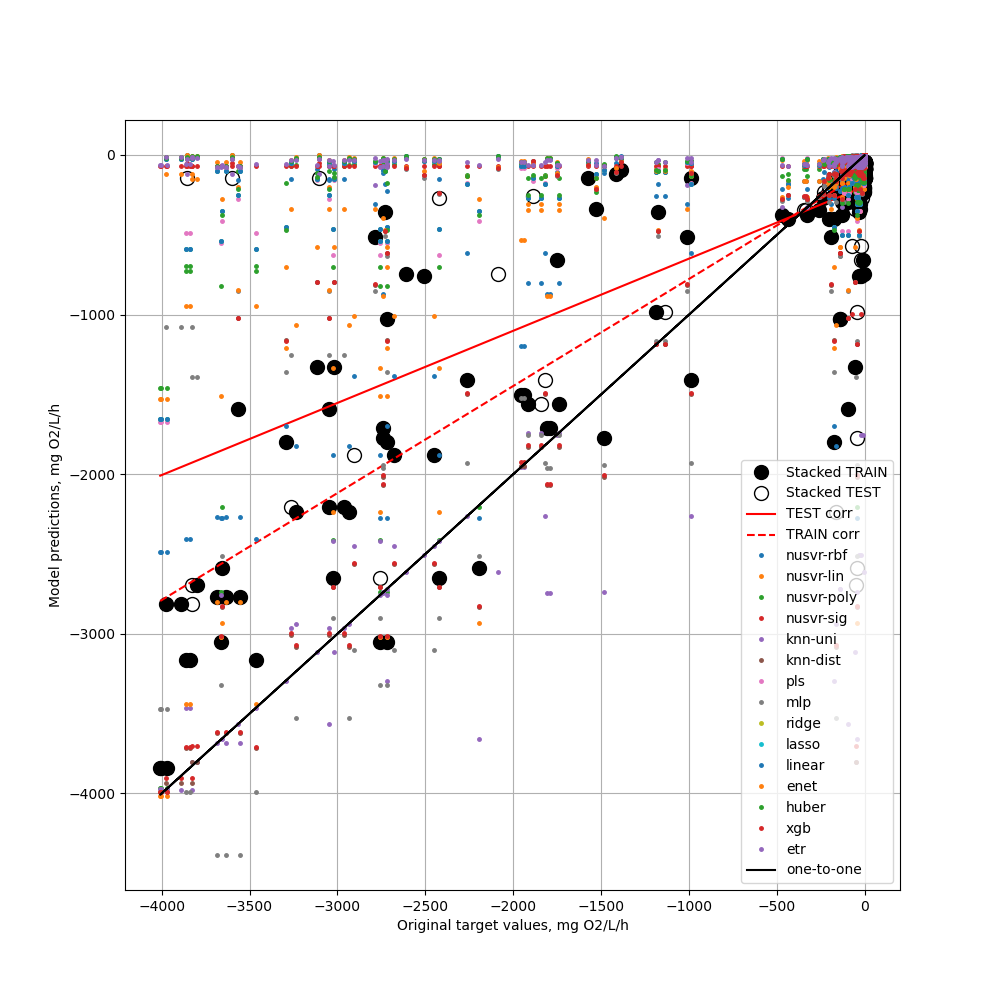 0
−1000
−2000
−3000
−4000
Model predictions, mg O2/L/h
Stacked TRAIN
Stacked TEST
TEST corr
TRAIN corr
nusvr-rbf
nusvr-lin
nusvr-poly
nusvr-sig
knn-uni
knn-dist
pls
mlp
ridge
lasso
linear
enet
huber
xgb
etr
one-to-one
−4000 −3500 −3000 −2500 −2000 −1500 −1000 −500 0
Original target values, mg O2/L/h